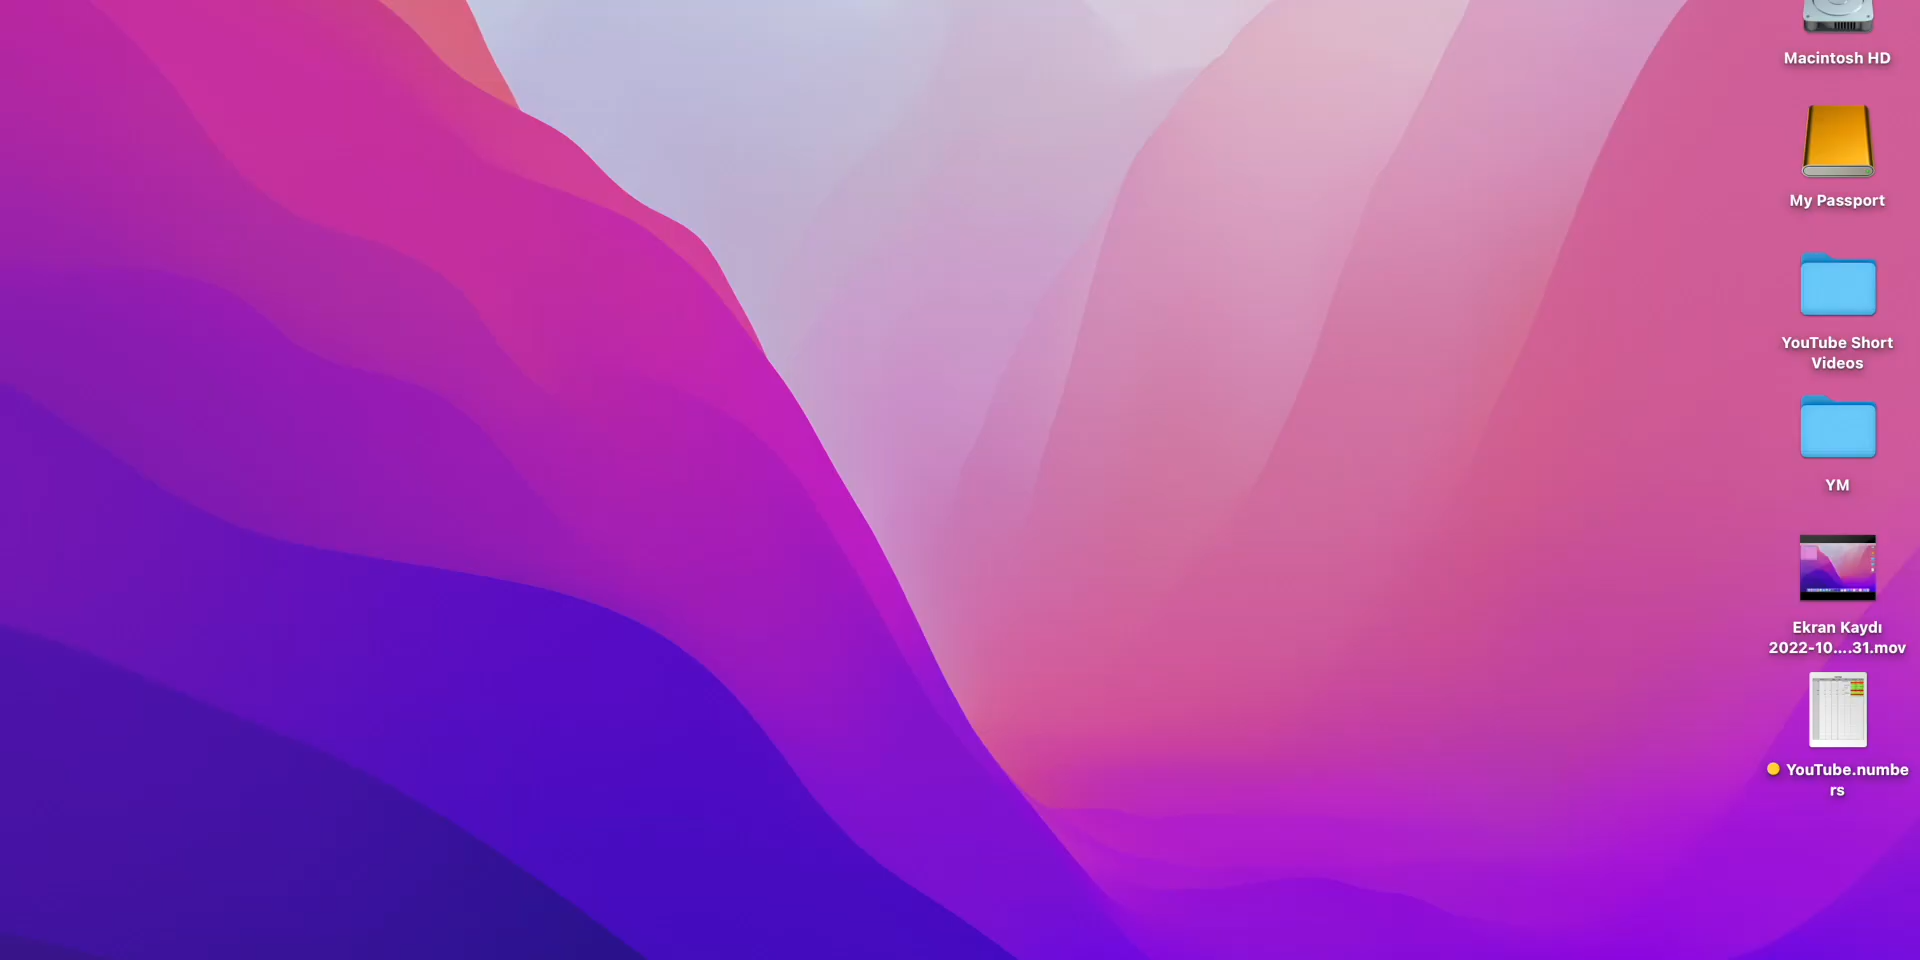 Macintosh HD
My Passport
YouTube Short
Videos
YM
Ekran Kaydı
2022-10....31.mov
YouTube.numbe
rs